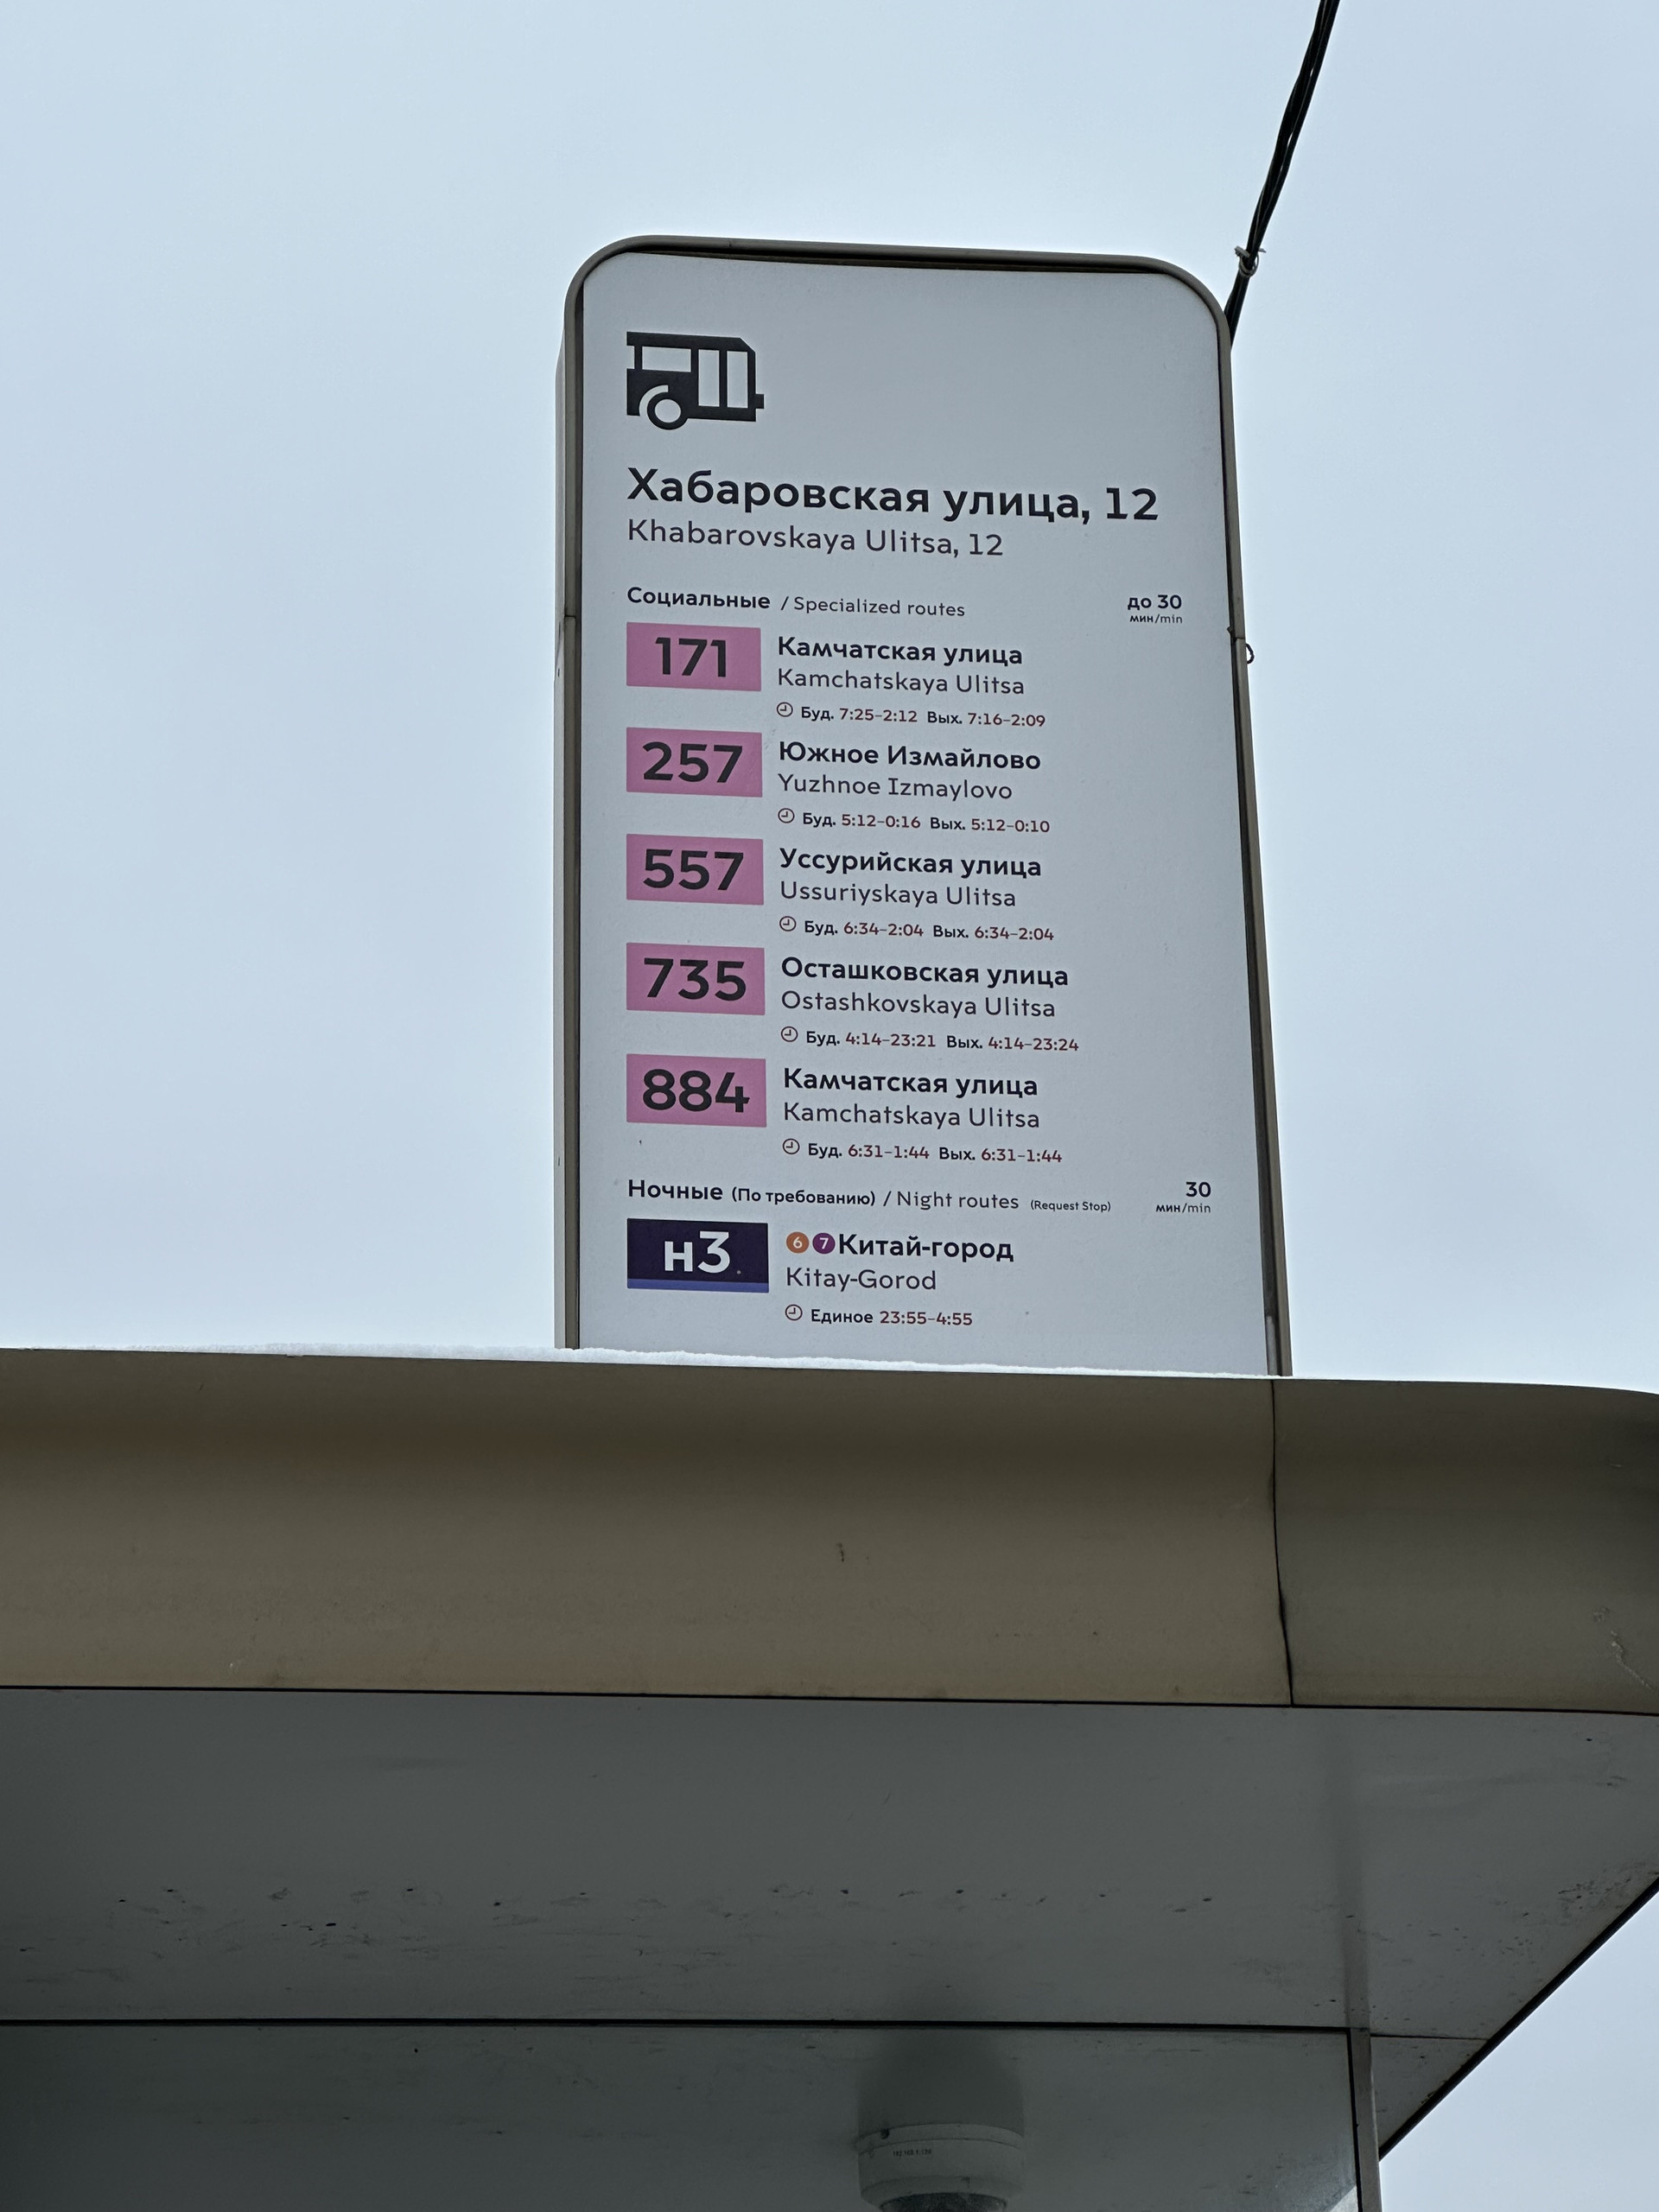 Хабаровская улица, 12
Khabarovskaya Ulitsa, 12
Социальные / Specialized routes до 30
мин/min
171 Камчатская улица
Kamchatskaya Ulitsa
Буд. 7:25-2:12 Вых. 7:16-2:09
257 Южное Измайлово
Yuzhnoe Izmaylovo
Буд. 5:12-0:16 Вых. 5:12-0:10
557 Уссурийская улица
Ussuriyskaya Ulitsa
Буд. 6:34-2:04 Вых. 6:34-2:04
735 Осташковская улица
Ostashkovskaya Ulitsa
Буд. 4:14-23:21 Вых. 4:14-23:24
884 Камчатская улица
Kamchatskaya Ulitsa
Буд. 6:31-1:44 Вых. 6:31-1:44
Ночные (По требованию) / Night routes (Request Stop) 30
мин/min
н3 6 7 Китай-город
Kitay-Gorod
Единое 23:55-4:55